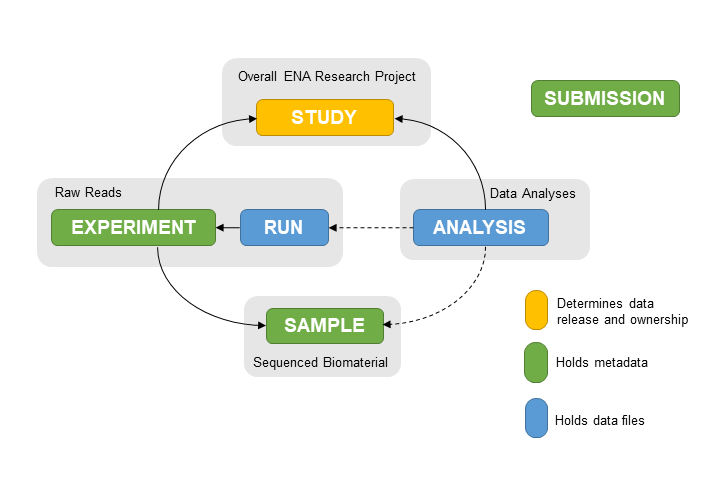 Overall ENA Research Project
STUDY
SUBMISSION
Raw Reads
EXPERIMENT
RUN
Data Analyses
ANALYSIS
SAMPLE
Sequenced Biomaterial
Determines data
release and ownership
Holds metadata
Holds data files